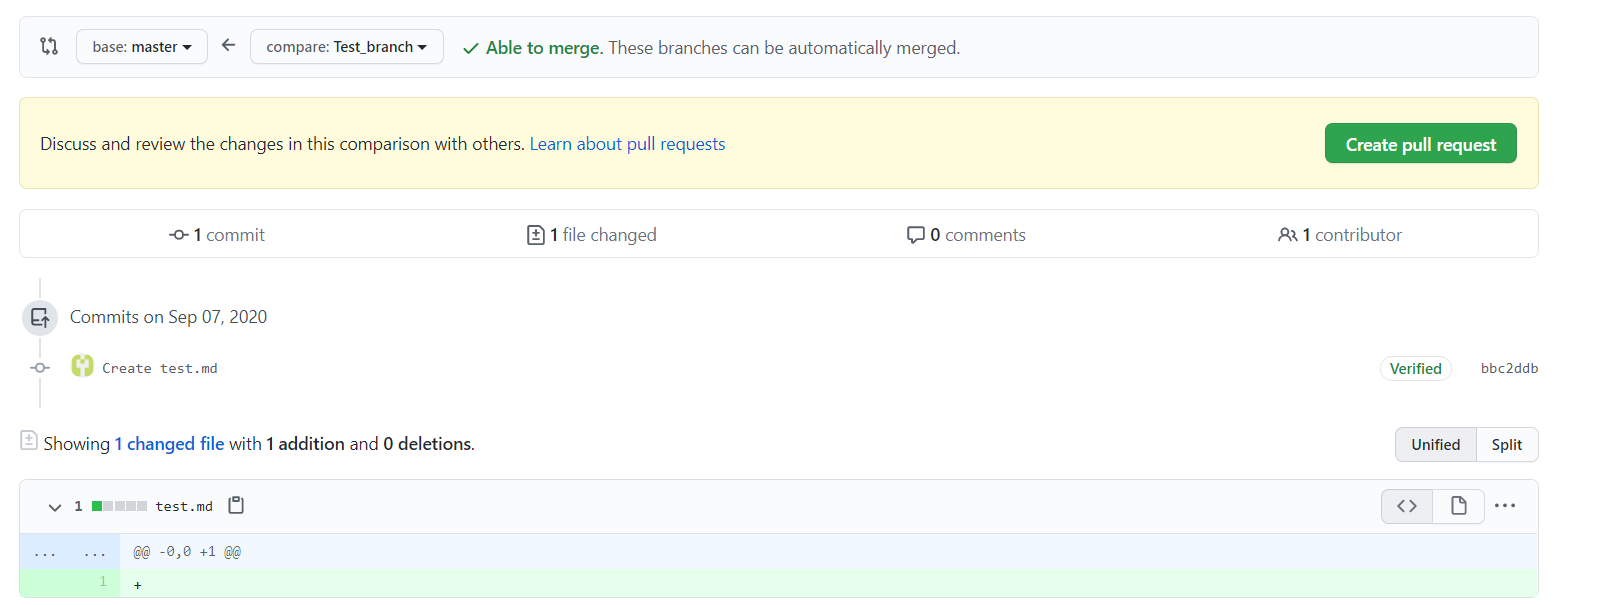 base: master compare: Test_branch Able to merge. These branches can be automatically merged.
Discuss and review the changes in this comparison with others. Learn about pull requests Create pull request
1 commit 1 file changed 0 comments 1 contributor
Commits on Sep 07, 2020
Create test.md Verified bbc2ddb
Showing 1 changed file with 1 addition and 0 deletions. Unified Split
1 test.md <> ...
... ... @@ -0,0 +1 @@
1 +